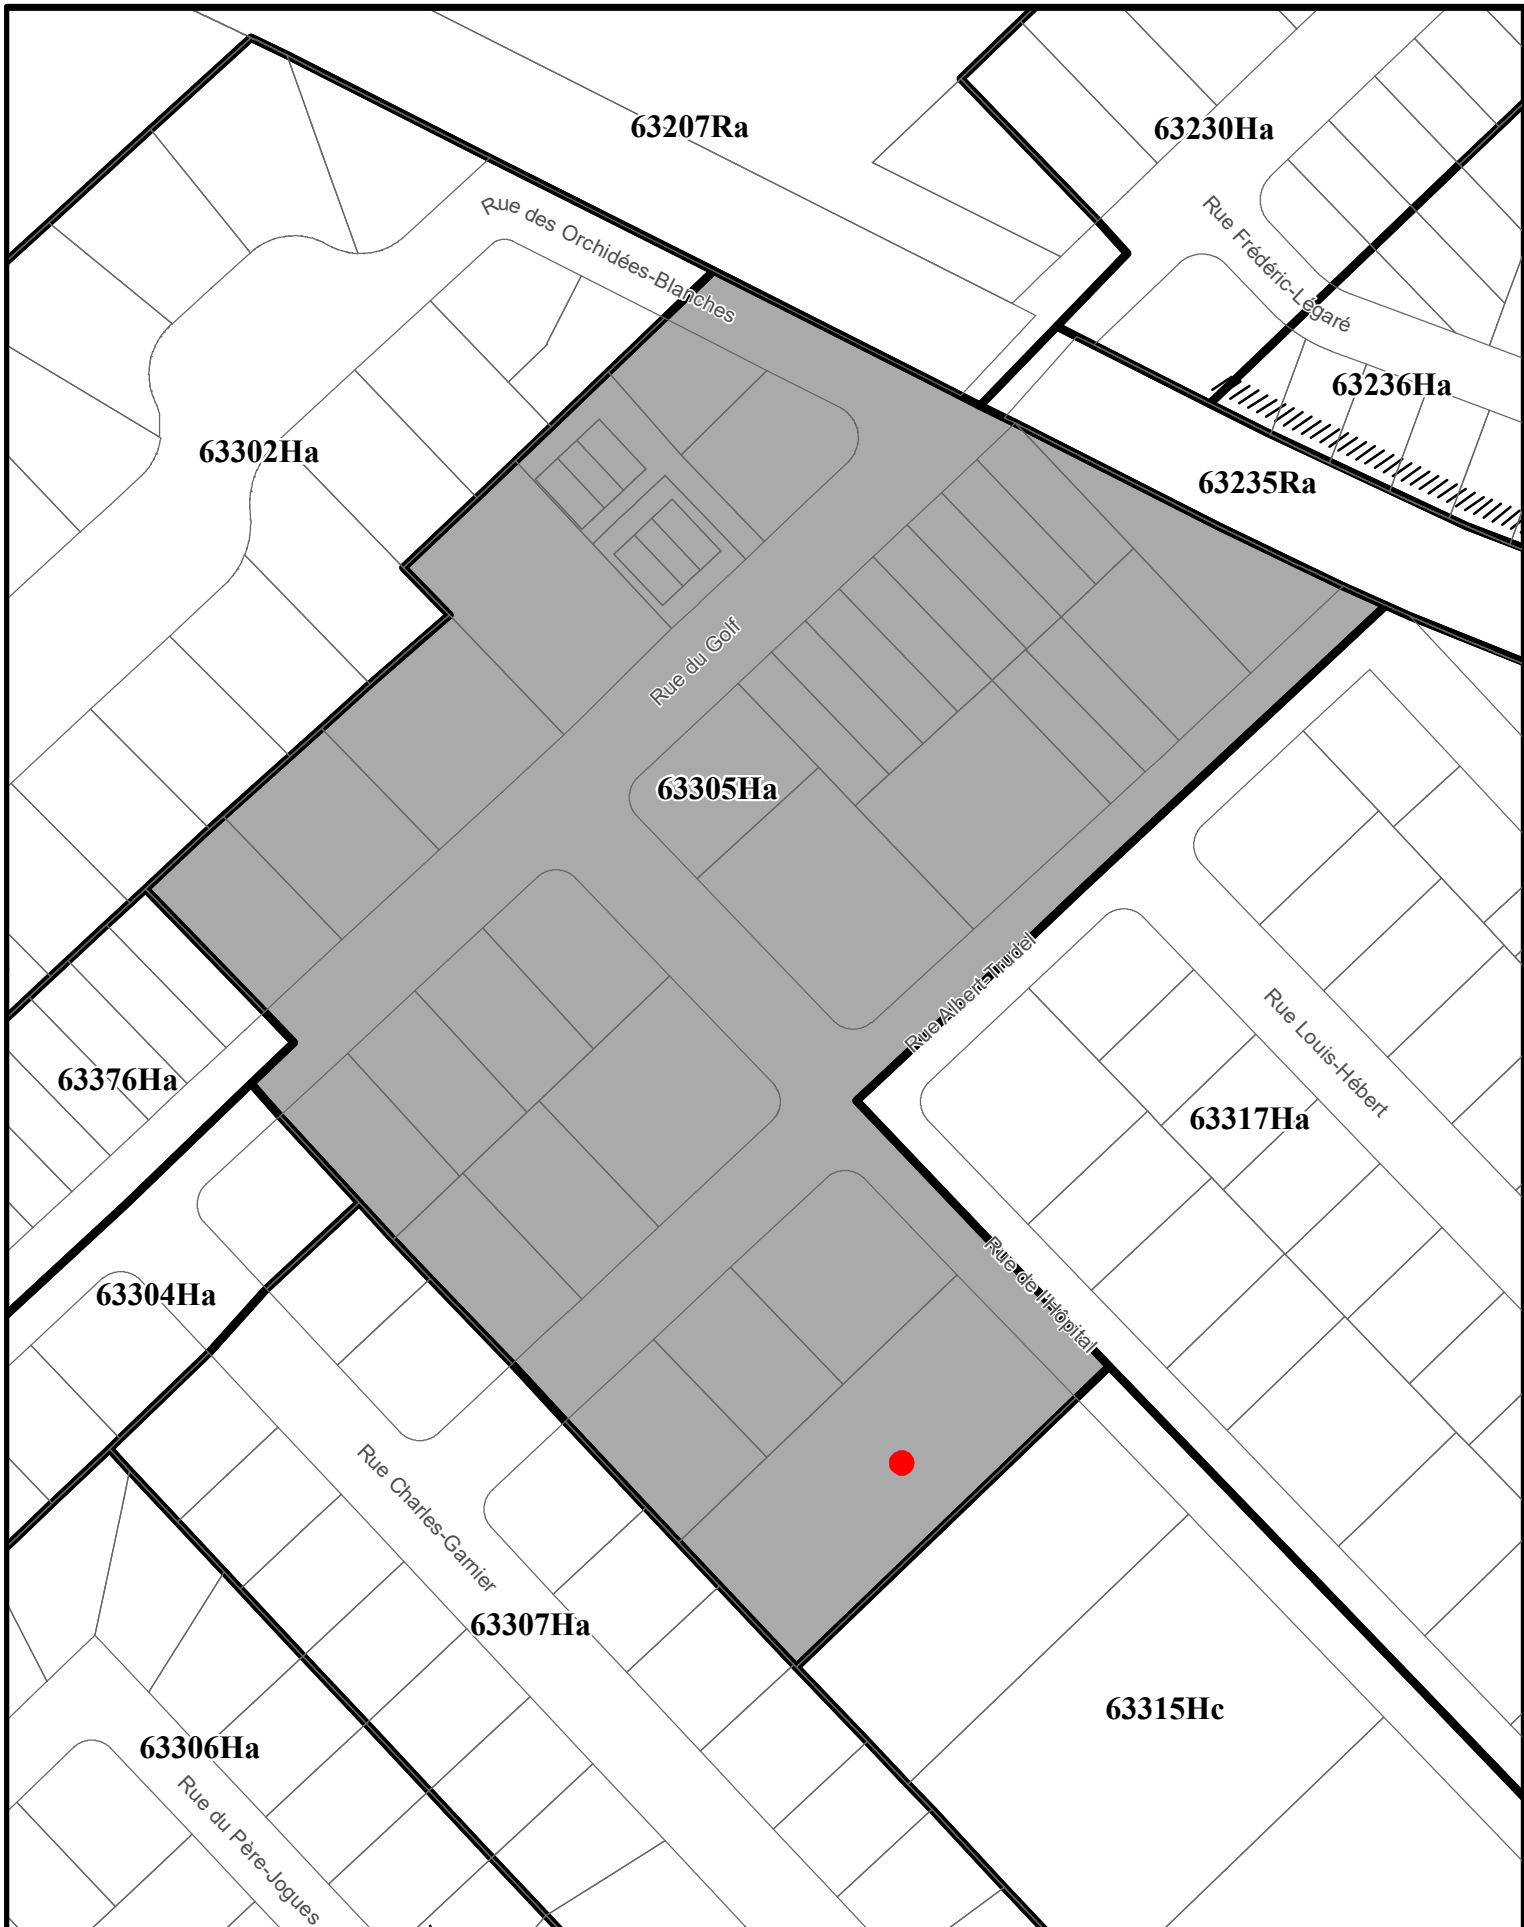 63207Ra
63230Ha
Rue des Orchidées-Blanches
Rue Frédéric-Légaré
63236Ha
63302Ha
63235Ra
Rue du Golf
63305Ha
Rue Albert-Trudel
Rue Louis-Hébert
63376Ha
63317Ha
Rue de l'Hôpital
63304Ha
Rue Charles-Garnier
63307Ha
63315Hc
63306Ha
Rue du Père-Jogues